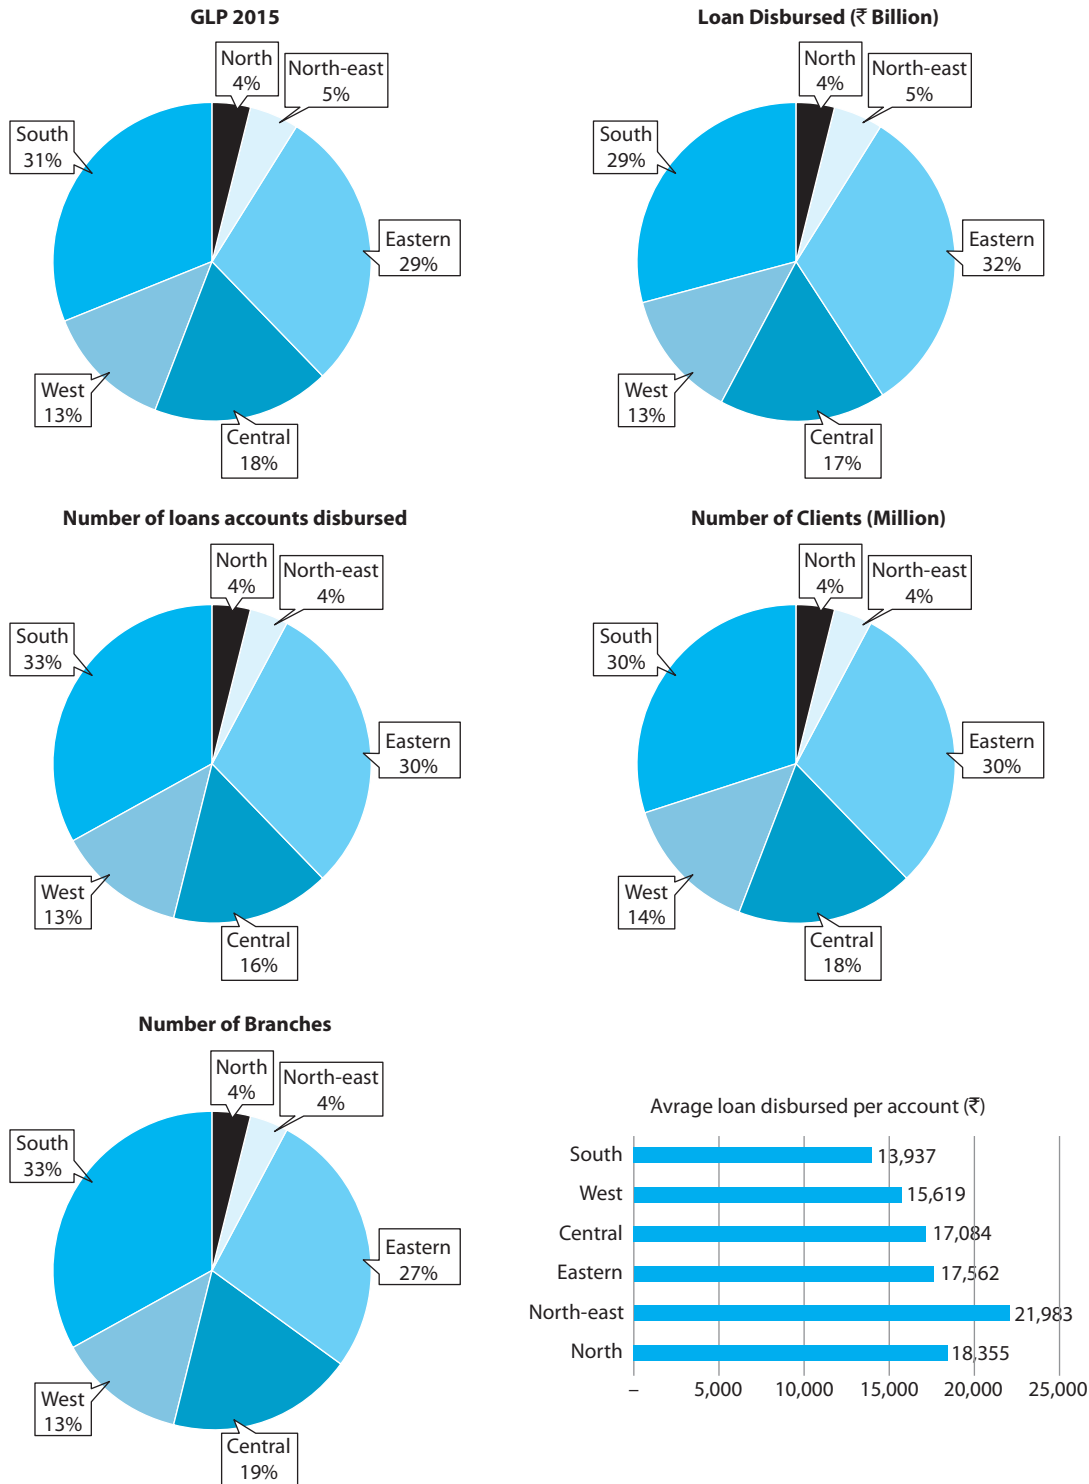 GLP 2015
North
4%
North-east
5%
South
31%
Eastern
29%
West
13%
Central
18%
Loan Disbursed (₹ Billion)
North
4%
North-east
5%
South
29%
Eastern
32%
West
13%
Central
17%
Number of loans accounts disbursed
North
4%
North-east
4%
South
33%
Eastern
30%
West
13%
Central
16%
Number of Clients (Million)
North
4%
North-east
4%
South
30%
Eastern
30%
West
14%
Central
18%
Number of Branches
North
4%
North-east
4%
South
33%
Eastern
27%
West
13%
Central
19%
Avrage loan disbursed per account (₹)
South 13,937
West 15,619
Central 17,084
Eastern 17,562
North-east 21,983
North 18,355
– 5,000 10,000 15,000 20,000 25,000